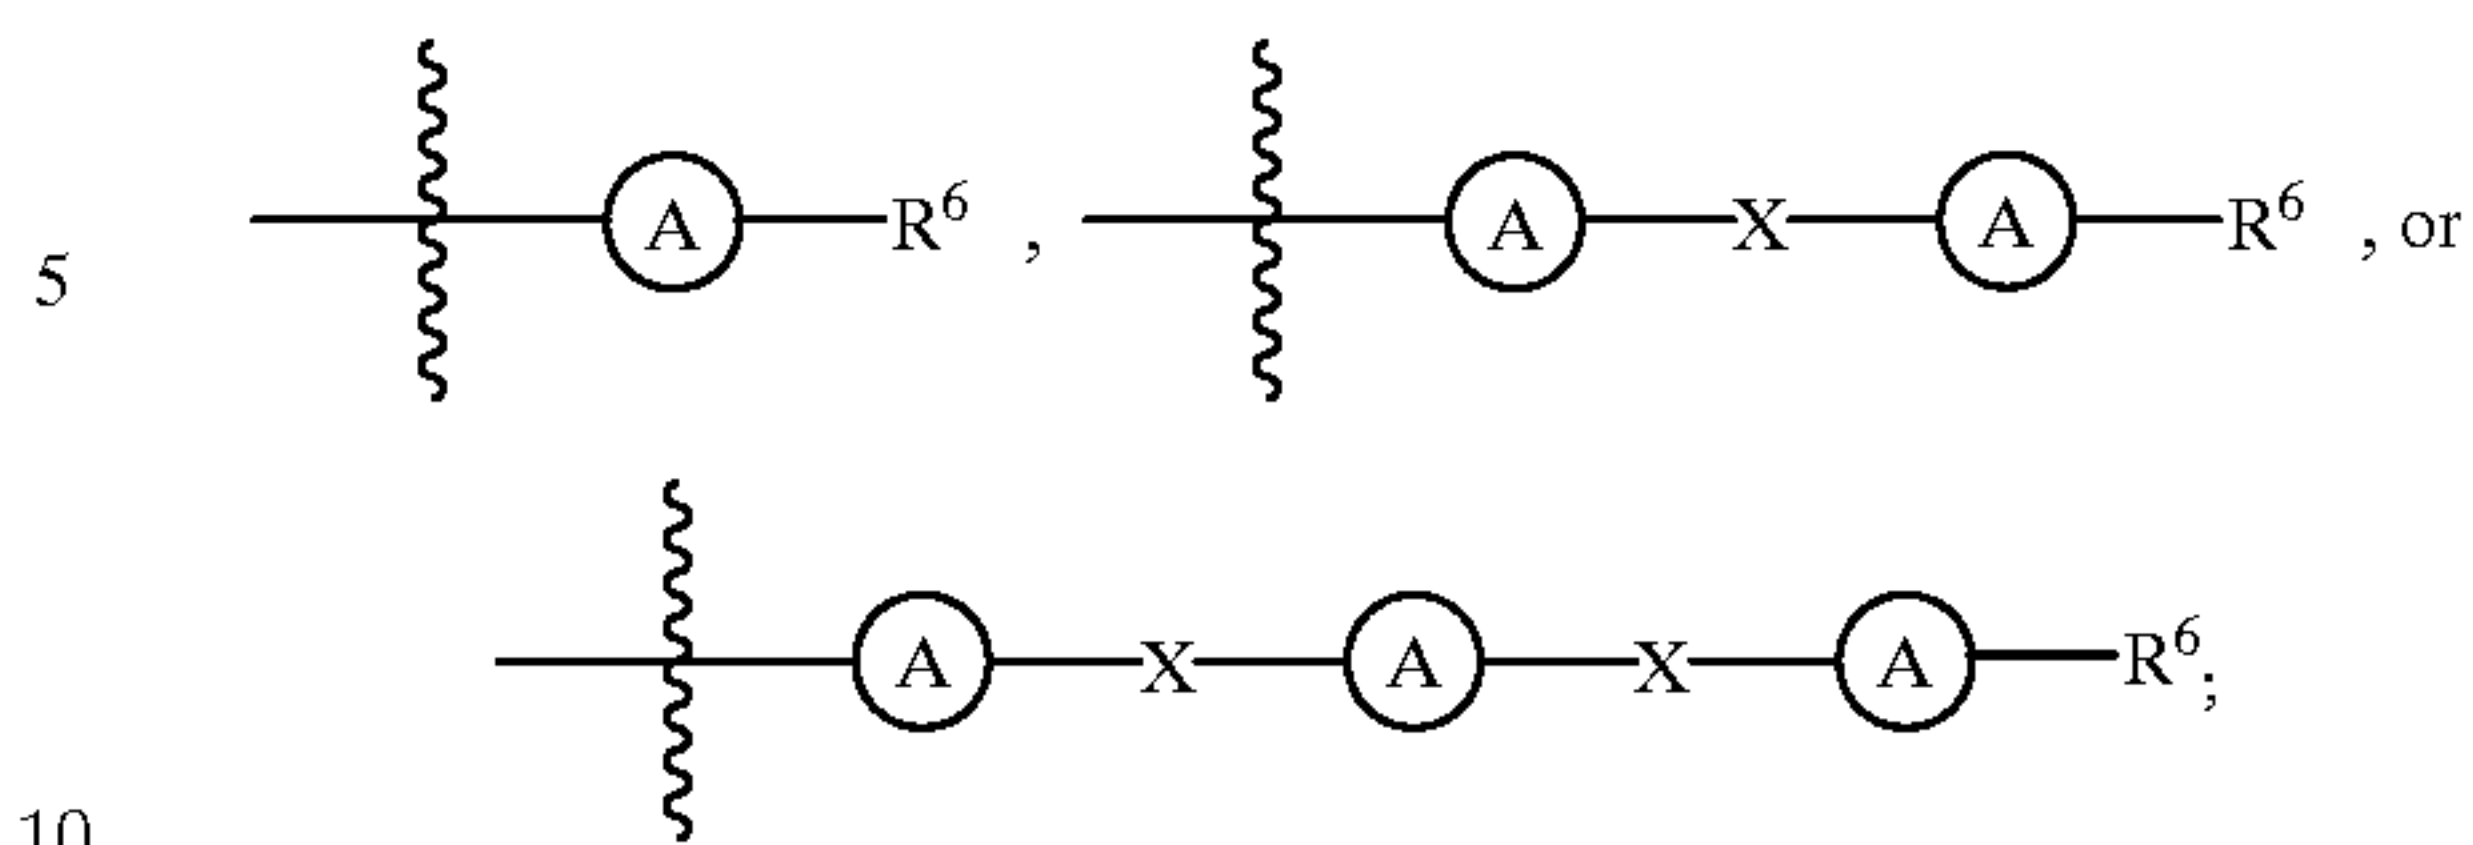 5 A R⁶ , A X A R⁶ , or
A X A X A R⁶;
10